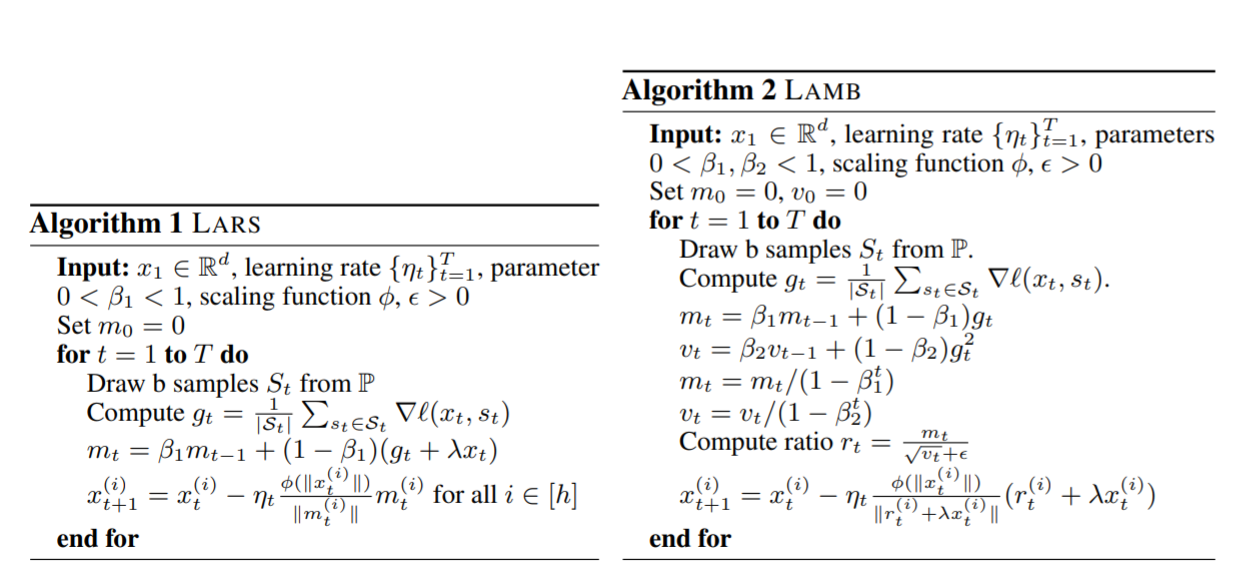 Algorithm 1 LARS
Input: $x_1 \in \mathbb{R}^d$, learning rate $\{\eta_t\}_{t=1}^T$, parameter
$0 < \beta_1 < 1$, scaling function $\phi$, $\epsilon > 0$
Set $m_0 = 0$
for $t = 1$ to $T$ do
Draw b samples $S_t$ from $\mathbb{P}$
Compute $g_t = \frac{1}{|\mathcal{S}_t|} \sum_{s_t \in \mathcal{S}_t} \nabla \ell(x_t, s_t)$
$m_t = \beta_1 m_{t-1} + (1 - \beta_1)(g_t + \lambda x_t)$
$x_{t+1}^{(i)} = x_t^{(i)} - \eta_t \frac{\phi(\|x_t^{(i)}\|)}{\|m_t^{(i)}\|} m_t^{(i)}$ for all $i \in [h]$
end for
Algorithm 2 LAMB
Input: $x_1 \in \mathbb{R}^d$, learning rate $\{\eta_t\}_{t=1}^T$, parameters
$0 < \beta_1, \beta_2 < 1$, scaling function $\phi$, $\epsilon > 0$
Set $m_0 = 0$, $v_0 = 0$
for $t = 1$ to $T$ do
Draw b samples $S_t$ from $\mathbb{P}$.
Compute $g_t = \frac{1}{|\mathcal{S}_t|} \sum_{s_t \in \mathcal{S}_t} \nabla \ell(x_t, s_t)$.
$m_t = \beta_1 m_{t-1} + (1 - \beta_1) g_t$
$v_t = \beta_2 v_{t-1} + (1 - \beta_2) g_t^2$
$m_t = m_t / (1 - \beta_1^t)$
$v_t = v_t / (1 - \beta_2^t)$
Compute ratio $r_t = \frac{m_t}{\sqrt{v_t} + \epsilon}$
$x_{t+1}^{(i)} = x_t^{(i)} - \eta_t \frac{\phi(\|x_t^{(i)}\|)}{\|r_t^{(i)} + \lambda x_t^{(i)}\|} (r_t^{(i)} + \lambda x_t^{(i)})$
end for